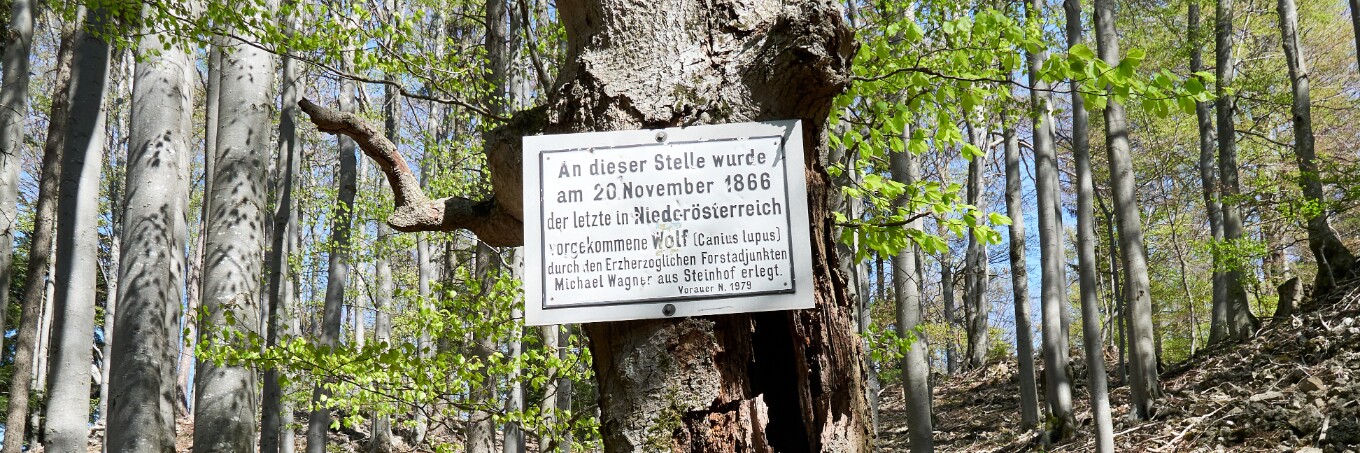 An dieser Stelle wurde
am 20.November 1866
der letzte in Niederösterreich
vorgekommene Wolf (Canius lupus)
durch den Erzherzoglichen Forstadjunkten
Michael Wagner aus Steinhof erlegt.
Vorauer N. 1979